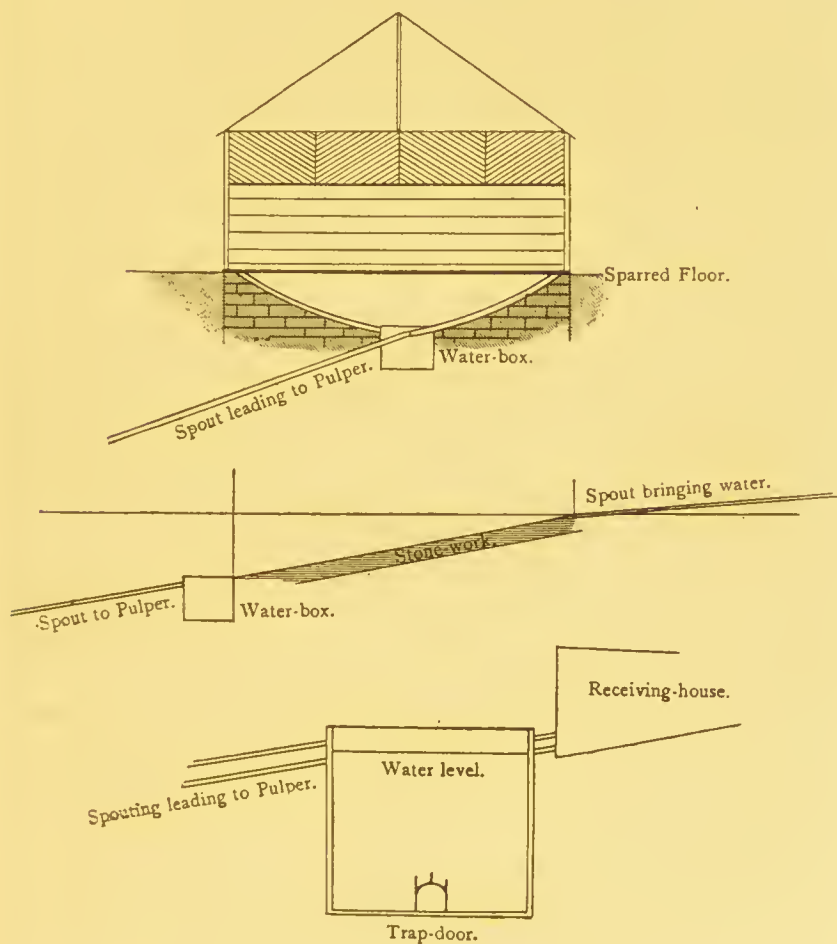 Sparred Floor.
Water-box.
Spout leading to Pulper.
Spout bringing water.
Stone-work.
Spout to Pulper.
Water-box.
Receiving-house.
Water level.
Spouting leading to Pulper.
Trap-door.